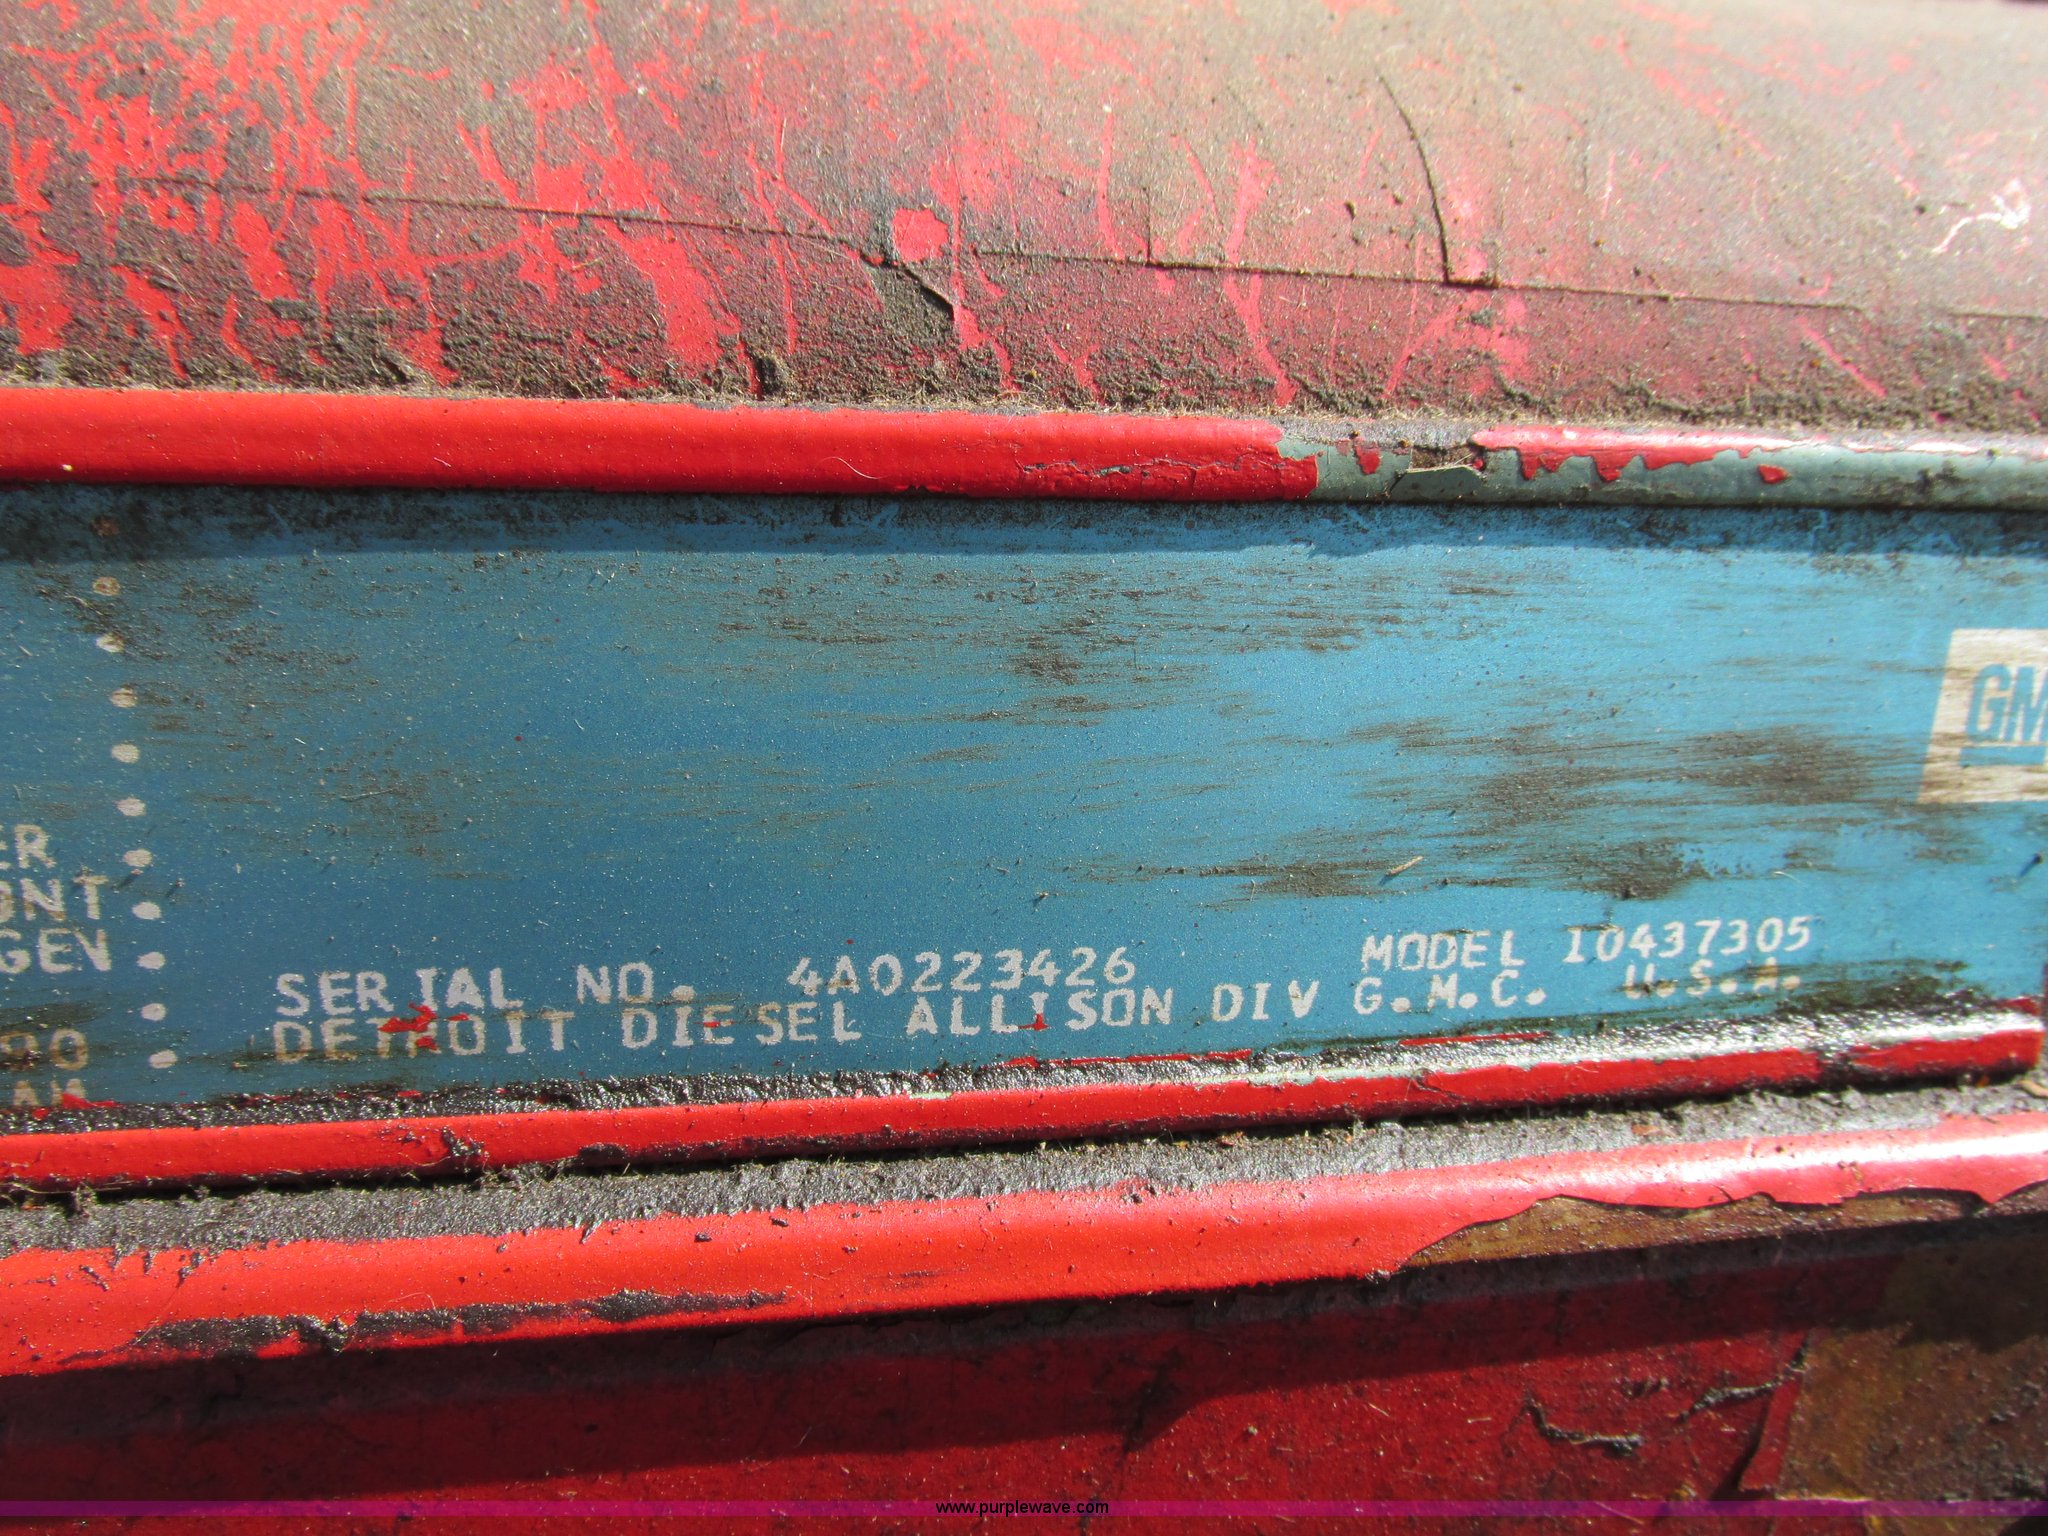 GM
ER
ONT
GEV
SERIAL NO. 4A0223426 MODEL 10437305
DETROIT DIESEL ALLISON DIV G.M.C. U.S.A.
www.purplewave.com